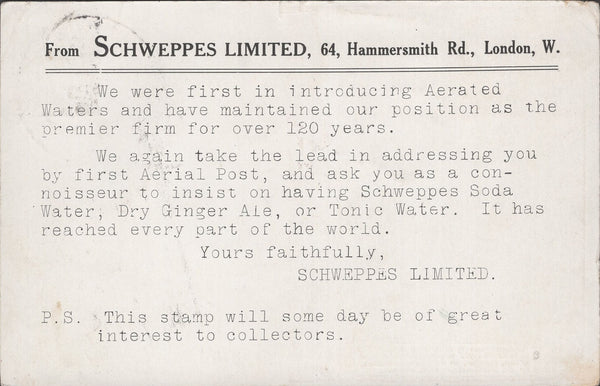 From SCHWEPPES LIMITED, 64, Hammersmith Rd., London, W.
We were first in introducing Aerated
Waters and have maintained our position as the
premier firm for over 120 years.
We again take the lead in addressing you
by first Aerial Post, and ask you as a con-
noisseur to insist on having Schweppes Soda
Water, Dry Ginger Ale, or Tonic Water. It has
reached every part of the world.
Yours faithfully,
SCHWEPPES LIMITED.
P.S. This stamp will some day be of great
interest to collectors.